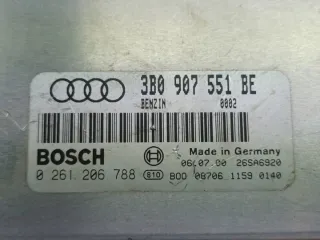 3B0 907 551 BE
BENZIN 0002
BOSCH
Made in Germany
06.07.00 26SA6920
0 261 206 788 610 B00 08706 1159 0140